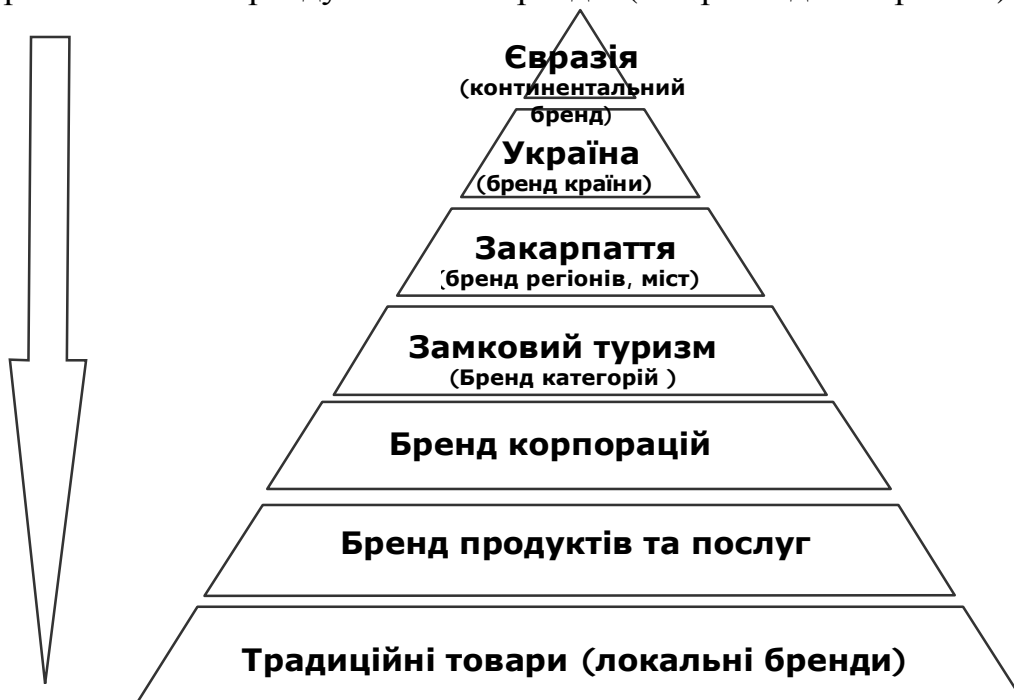 Євразія
(континентальний
бренд)
Україна
(бренд країни)
Закарпаття
(бренд регіонів, міст)
Замковий туризм
(Бренд категорій )
Бренд корпорацій
Бренд продуктів та послуг
Традиційні товари (локальні бренди)